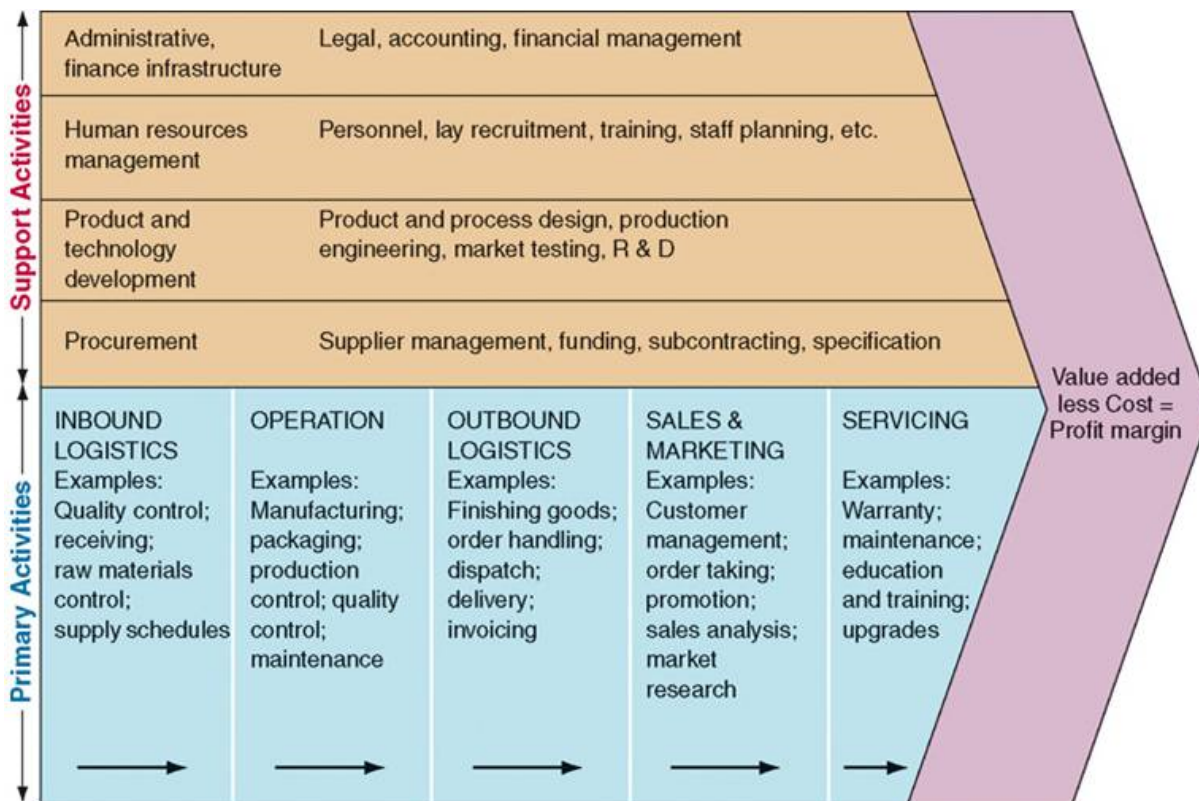 Support Activities
Administrative,
finance infrastructure
Legal, accounting, financial management
Human resources
management
Personnel, lay recruitment, training, staff planning, etc.
Product and
technology
development
Product and process design, production
engineering, market testing, R & D
Procurement
Supplier management, funding, subcontracting, specification
Primary Activities
INBOUND
LOGISTICS
Examples:
Quality control;
receiving;
raw materials
control;
supply schedules
OPERATION
Examples:
Manufacturing;
packaging;
production
control; quality
control;
maintenance
OUTBOUND
LOGISTICS
Examples:
Finishing goods;
order handling;
dispatch;
delivery;
invoicing
SALES &
MARKETING
Examples:
Customer
management;
order taking;
promotion;
sales analysis;
market
research
SERVICING
Examples:
Warranty;
maintenance;
education
and training;
upgrades
Value added
less Cost =
Profit margin